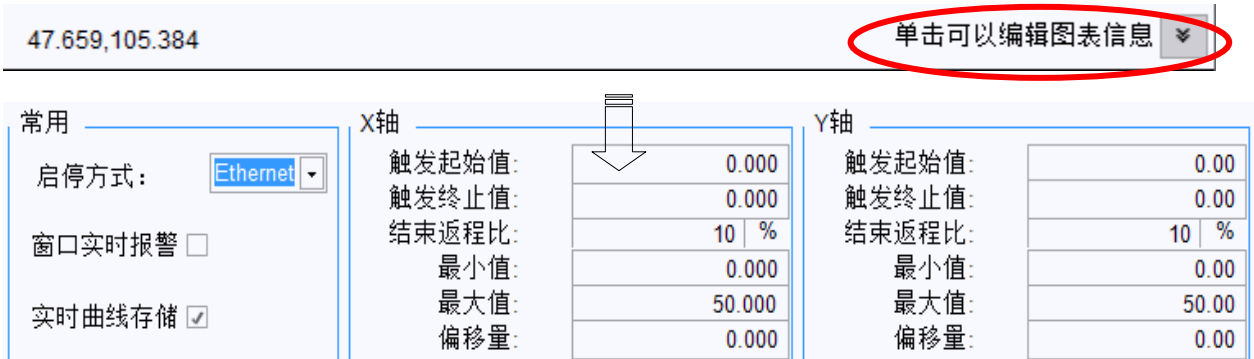 47.659,105.384 单击可以编辑图表信息
常用 X轴 Y轴
启停方式： Ethernet
窗口实时报警
实时曲线存储
触发起始值: 0.000
触发终止值: 0.000
结束返程比: 10 %
最小值: 0.000
最大值: 50.000
偏移量: 0.000
触发起始值: 0.00
触发终止值: 0.00
结束返程比: 10 %
最小值: 0.00
最大值: 50.00
偏移量: 0.00